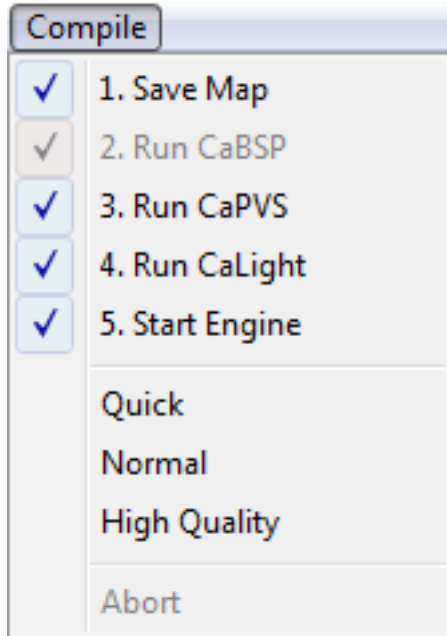 Compile
1. Save Map
2. Run CaBSP
3. Run CaPVS
4. Run CaLight
5. Start Engine
Quick
Normal
High Quality
Abort